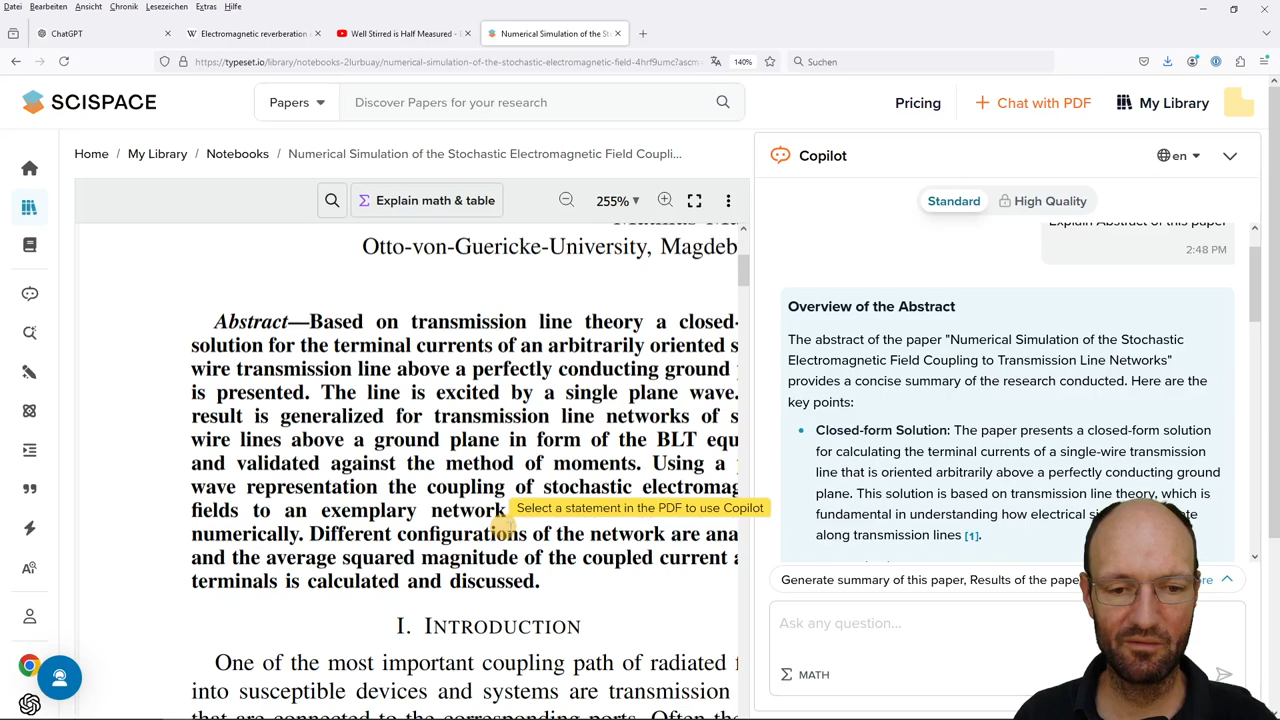 Datei Bearbeiten Ansicht Chronik Lesezeichen Extras Hilfe
ChatGPT
Electromagnetic reverberation
Well Stirred is Half Measured -
Numerical Simulation of the St
https://typeset.io/library/notebooks-2lurbuay/numerical-simulation-of-the-stochastic-electromagnetic-field-4hrf9umc?ascm
140%
Suchen
SCISPACE
Papers
Discover Papers for your research
Pricing
+ Chat with PDF
My Library
Home / My Library / Notebooks / Numerical Simulation of the Stochastic Electromagnetic Field Coupli...
Explain math & table
255%
Otto-von-Guericke-University, Magdeb
Abstract—Based on transmission line theory a closed-
solution for the terminal currents of an arbitrarily oriented s
wire transmission line above a perfectly conducting ground
is presented. The line is excited by a single plane wave.
result is generalized for transmission line networks of s
wire lines above a ground plane in form of the BLT equ
and validated against the method of moments. Using a
wave representation the coupling of stochastic electromag
fields to an exemplary network
numerically. Different configurations of the network are ana
and the average squared magnitude of the coupled current a
terminals is calculated and discussed.
Select a statement in the PDF to use Copilot
I. INTRODUCTION
One of the most important coupling path of radiated f
into susceptible devices and systems are transmission
that are connected to the corresponding ports. Often the
Copilot
en
Standard
High Quality
Explain Abstract of this paper
2:48 PM
Overview of the Abstract
The abstract of the paper "Numerical Simulation of the Stochastic
Electromagnetic Field Coupling to Transmission Line Networks"
provides a concise summary of the research conducted. Here are the
key points:
• Closed-form Solution: The paper presents a closed-form solution
for calculating the terminal currents of a single-wire transmission
line that is oriented arbitrarily above a perfectly conducting ground
plane. This solution is based on transmission line theory, which is
fundamental in understanding how electrical si
along transmission lines [1].
Generate summary of this paper, Results of the pape
Ask any question...
MATH